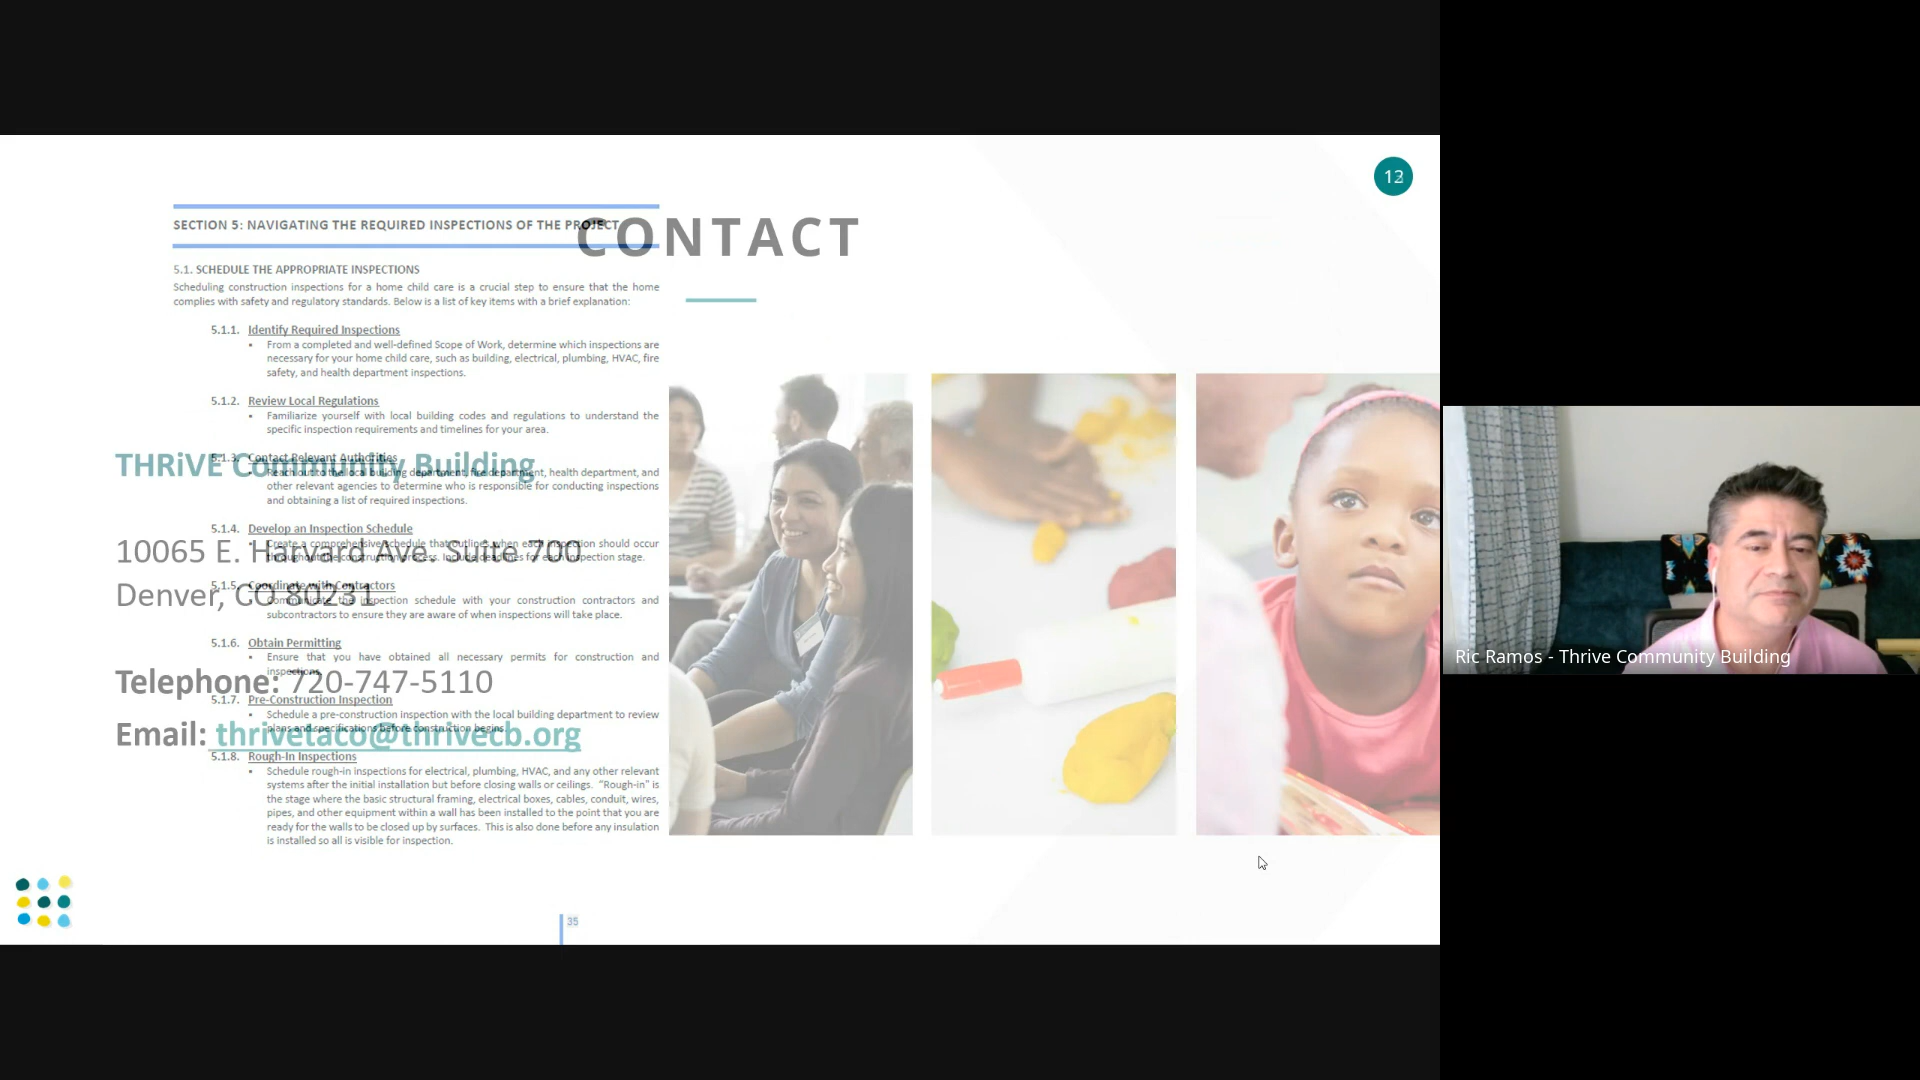 SECTION 5: NAVIGATING THE REQUIRED INSPECTIONS OF THE PROJECT
CONTACT
5.1. SCHEDULE THE APPROPRIATE INSPECTIONS
Scheduling construction inspections for a home child care is a crucial step to ensure that the home
complies with safety and regulatory standards. Below is a list of key items with a brief explanation:
5.1.1. Identify Required Inspections
▪ From a completed and well-defined Scope of Work, determine which inspections are
necessary for your home child care, such as building, electrical, plumbing, HVAC, fire
safety, and health department inspections.
5.1.2. Review Local Regulations
▪ Familiarize yourself with local building codes and regulations to understand the
specific inspection requirements and timelines for your area.
5.1.3. Contact Relevant Authorities
▪ Reach out to the local building department, fire department, health department, and
other relevant agencies to determine who is responsible for conducting inspections
and obtaining a list of required inspections.
5.1.4. Develop an Inspection Schedule
▪ Create a comprehensive schedule that outlines when each inspection should occur
throughout the construction process. Include deadlines for each inspection stage.
5.1.5. Coordinate with Contractors
▪ Communicate the inspection schedule with your construction contractors and
subcontractors to ensure they are aware of when inspections will take place.
5.1.6. Obtain Permitting
▪ Ensure that you have obtained all necessary permits for construction and
inspections.
5.1.7. Pre-Construction Inspection
▪ Schedule a pre-construction inspection with the local building department to review
plans and specifications before construction begins.
5.1.8. Rough-In Inspections
▪ Schedule rough-in inspections for electrical, plumbing, HVAC, and any other relevant
systems after the initial installation but before closing walls or ceilings. “Rough-in” is
the stage where the basic structural framing, electrical boxes, cables, conduit, wires,
pipes, and other equipment within a wall has been installed to the point that you are
ready for the walls to be closed up by surfaces. This is also done before any insulation
is installed so all is visible for inspection.
35
THRiVE Community Building
10065 E. Harvard Ave. Suite 700
Denver, CO 80231
Telephone: 720-747-5110
Email: thrivetaco@thrivecb.org
Ric Ramos - Thrive Community Building